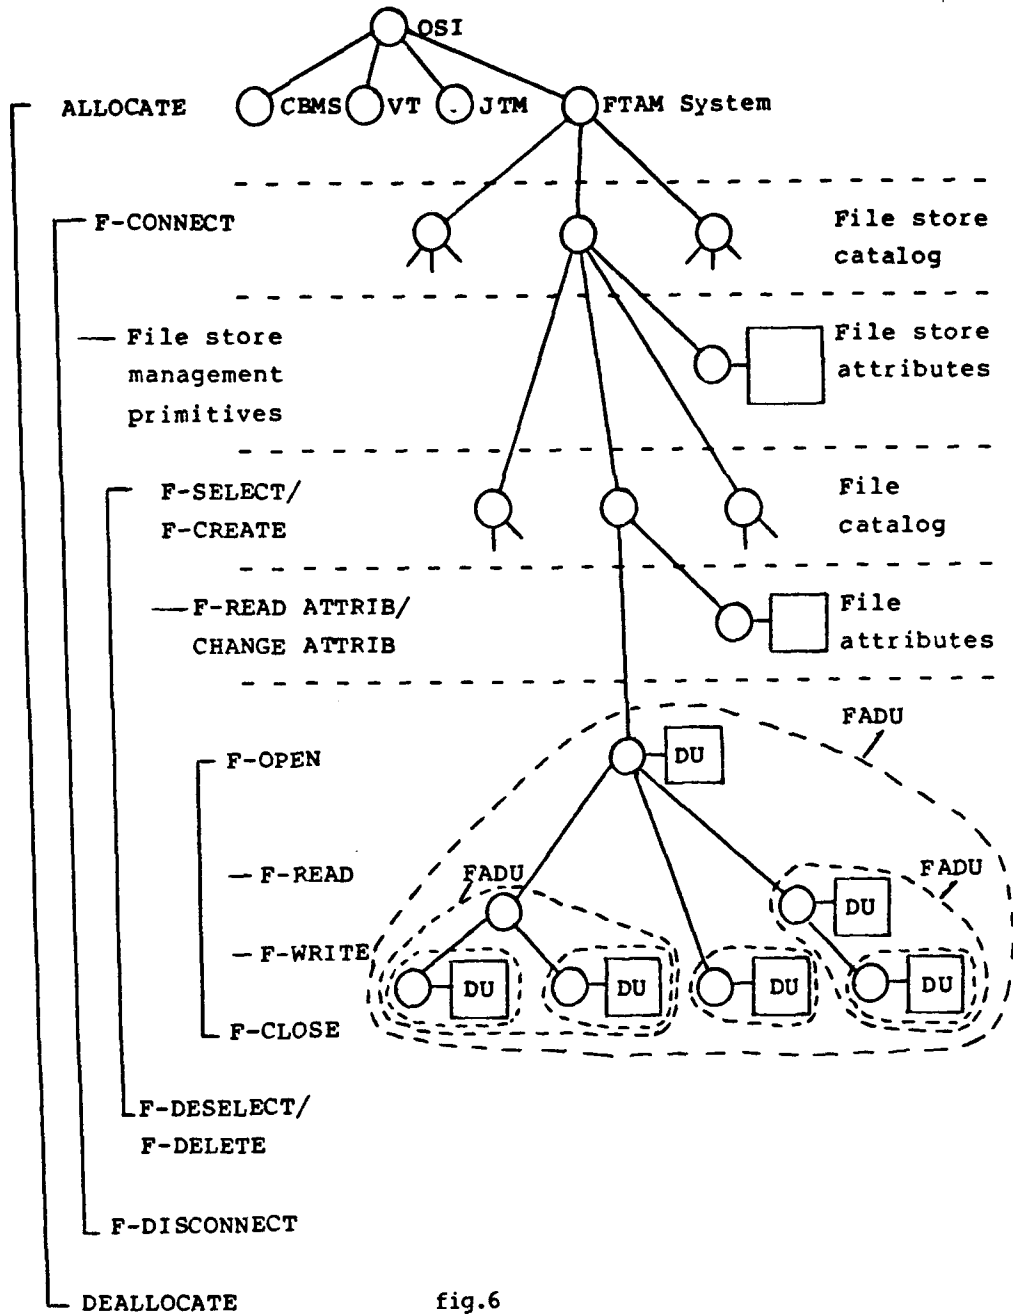 OSI
ALLOCATE
CBMS
VT
JTM
FTAM System
F-CONNECT
File store
catalog
File store
management
primitives
File store
attributes
F-SELECT/
F-CREATE
File
catalog
F-READ ATTRIB/
CHANGE ATTRIB
File
attributes
FADU
F-OPEN
DU
F-READ
FADU
FADU
DU
F-WRITE
DU
DU
DU
DU
F-CLOSE
F-DESELECT/
F-DELETE
F-DISCONNECT
DEALLOCATE
fig.6